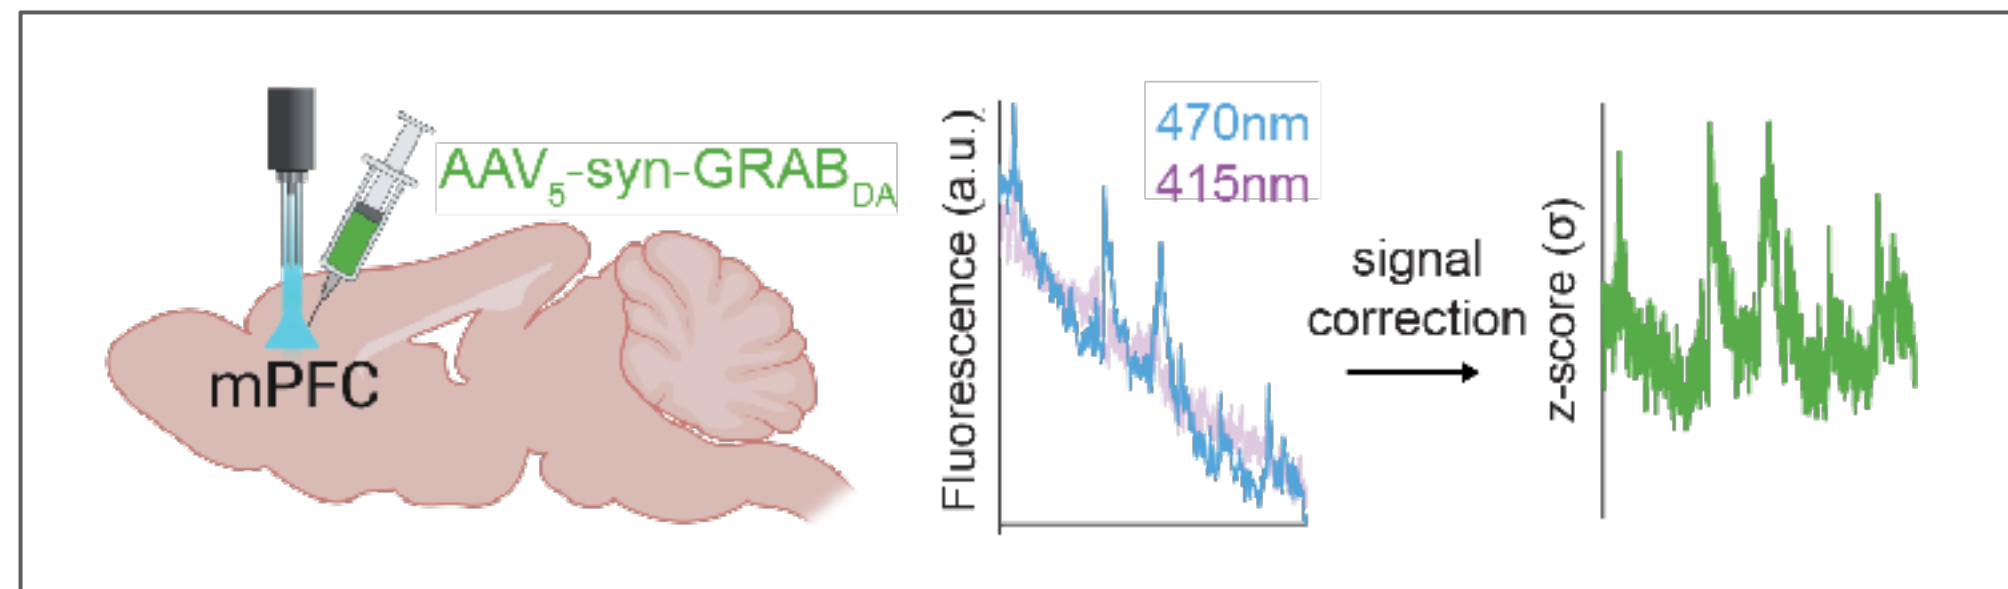 AAV5-syn-GRABDA
mPFC
Fluorescence (a.u.)
470nm
415nm
signal
correction
z-score (σ)